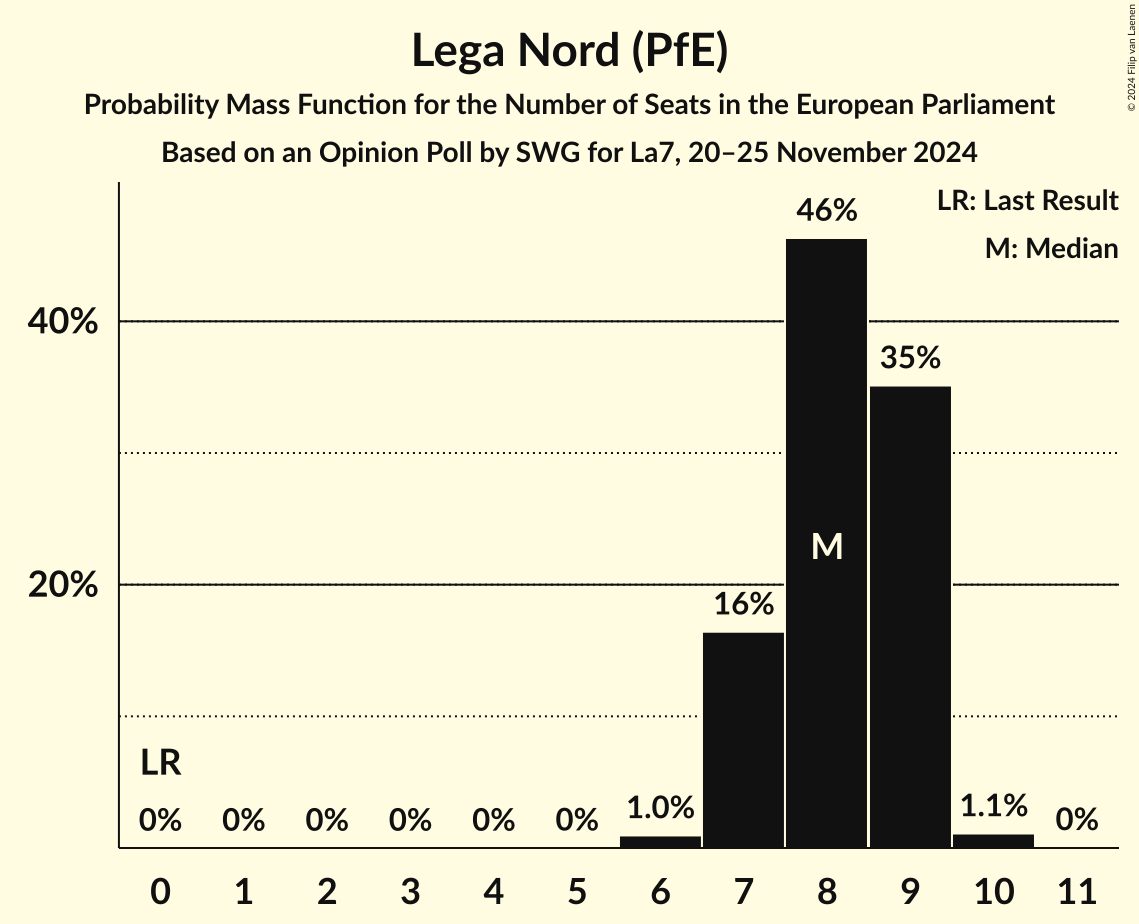 Lega Nord (PfE)
Probability Mass Function for the Number of Seats in the European Parliament
Based on an Opinion Poll by SWG for La7, 20–25 November 2024
© 2024 Filip van Laenen
LR: Last Result
M: Median
46%
40%
35%
M
20%
16%
LR
0% 0% 0% 0% 0% 0% 1.0% 1.1% 0%
0 1 2 3 4 5 6 7 8 9 10 11